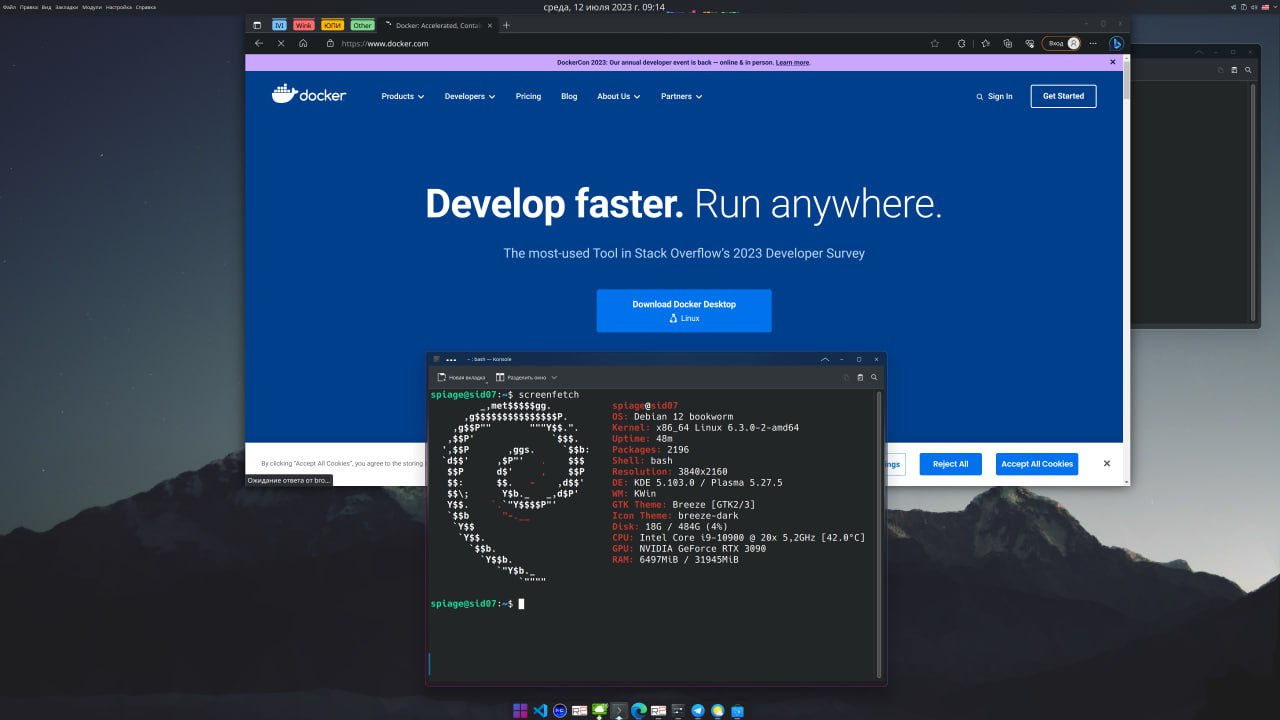 Файл Правка Вид Закладки Модули Настройка Справка
среда, 12 июля 2023 г. 09:14
IVI Wink ЮПИ Other Docker: Accelerated, Contai
https://www.docker.com
Вход
DockerCon 2023: Our annual developer event is back — online & in person. Learn more.
docker Products Developers Pricing Blog About Us Partners Sign In Get Started
Develop faster. Run anywhere.
The most-used Tool in Stack Overflow's 2023 Developer Survey
Download Docker Desktop
Linux
By clicking "Accept All Cookies", you agree to the storing
ngs Reject All Accept All Cookies
Ожидание ответа от bro...
~ : bash — Konsole
Новая вкладка Разделить окно
spiage@sid07:~$ screenfetch
_,met$$$$$gg.
,g$$$$$$$$$$$$$$$P.
,g$$P"" """Y$$.".
,$$P' `$$$.
',$$P ,ggs. `$$b:
`d$$' ,$P"' . $$$
$$P d$' , $$P
$$: $$. - ,d$$'
$$\; Y$b._ _,d$P'
Y$$. `.`"Y$$$$P"'
`$$b "-.__
`Y$$
`Y$$.
`$$b.
`Y$$b.
`"Y$b._
`""""
spiage@sid07
OS: Debian 12 bookworm
Kernel: x86_64 Linux 6.3.0-2-amd64
Uptime: 48m
Packages: 2196
Shell: bash
Resolution: 3840x2160
DE: KDE 5.103.0 / Plasma 5.27.5
WM: KWin
GTK Theme: Breeze [GTK2/3]
Icon Theme: breeze-dark
Disk: 18G / 484G (4%)
CPU: Intel Core i9-10900 @ 20x 5,2GHz [42.0°C]
GPU: NVIDIA GeForce RTX 3090
RAM: 6497MiB / 31945MiB
spiage@sid07:~$